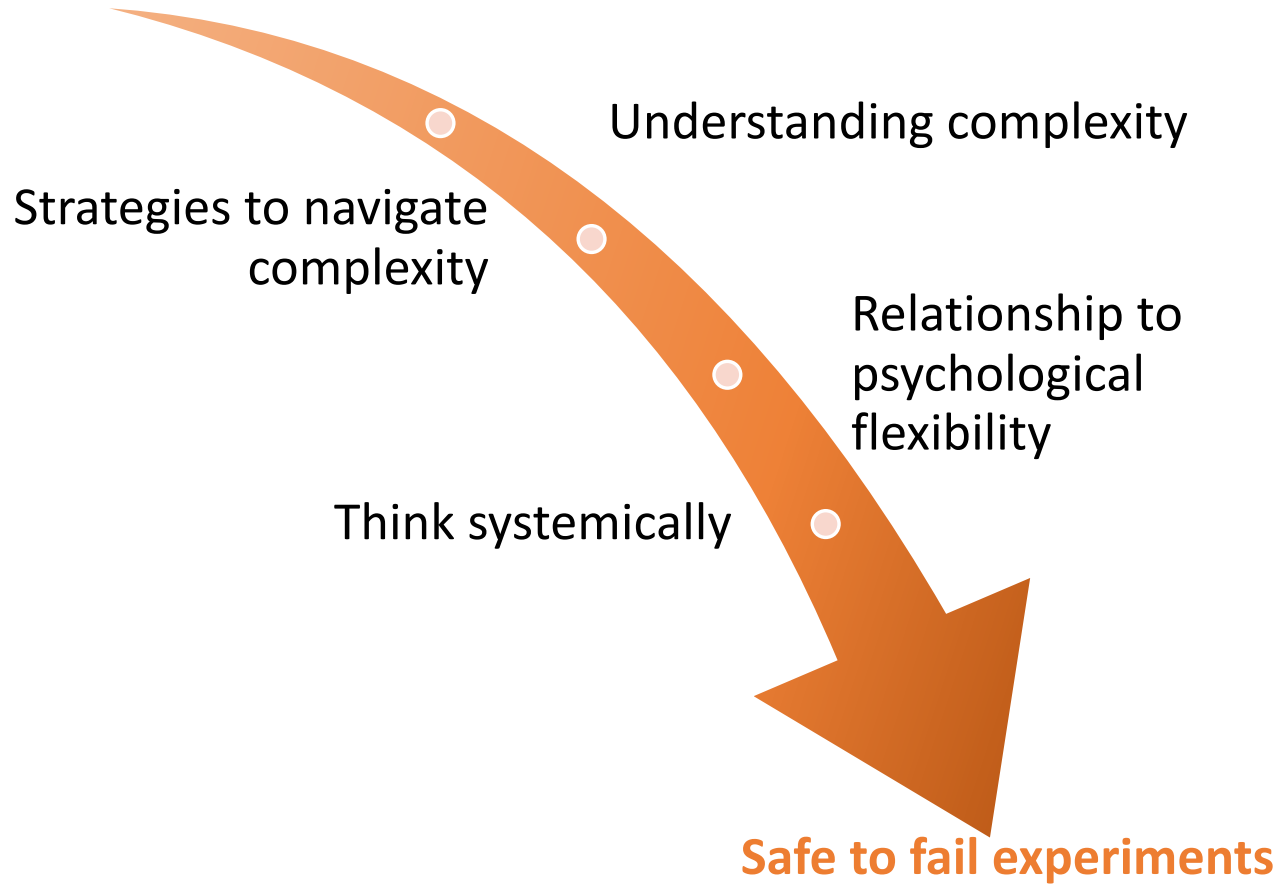 Understanding complexity
Strategies to navigate
complexity
Relationship to
psychological
flexibility
Think systemically
Safe to fail experiments